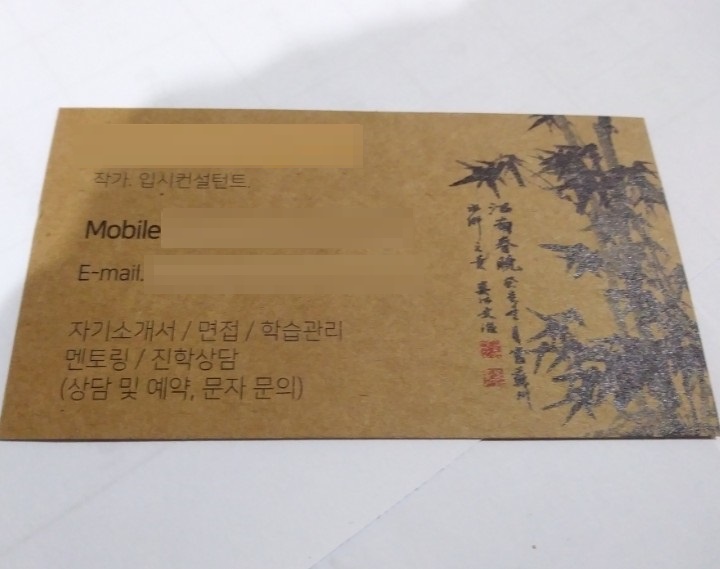 작가. 입시컨설턴트.
Mobile
E-mail.
자기소개서 / 면접 / 학습관리
멘토링 / 진학상담
(상담 및 예약, 문자 문의)